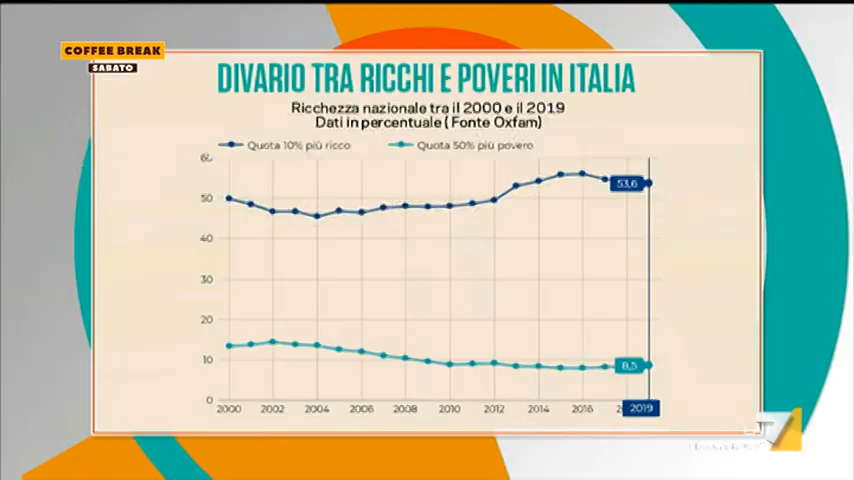 COFFEE BREAK
SABATO
DIVARIO TRA RICCHI E POVERI IN ITALIA
Ricchezza nazionale tra il 2000 e il 2019
Dati in percentuale ( Fonte Oxfam)
Quota 10% più ricco
Quota 50% più povero
60
50
53,6
40
30
20
10
8,5
0
2000 2002 2004 2006 2008 2010 2012 2014 2016 2019